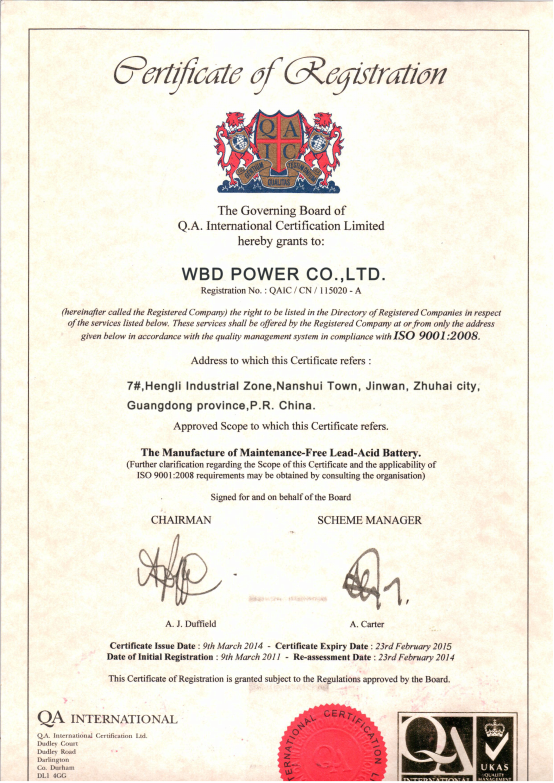 Certificate of Registration
Q A
I C
QUALITAS
The Governing Board of
Q.A. International Certification Limited
hereby grants to:
WBD POWER CO.,LTD.
Registration No. : QAIC / CN / 115020 - A
(hereinafter called the Registered Company) the right to be listed in the Directory of Registered Companies in respect
of the services listed below. These services shall be offered by the Registered Company at or from only the address
given below in accordance with the quality management system in compliance with ISO 9001:2008.
Address to which this Certificate refers :
7#,Hengli Industrial Zone,Nanshui Town, Jinwan, Zhuhai city,
Guangdong province,P.R. China.
Approved Scope to which this Certificate refers.
The Manufacture of Maintenance-Free Lead-Acid Battery.
(Further clarification regarding the Scope of this Certificate and the applicability of
ISO 9001:2008 requirements may be obtained by consulting the organisation)
Signed for and on behalf of the Board
CHAIRMAN SCHEME MANAGER
A. J. Duffield A. Carter
Certificate Issue Date : 9th March 2014 - Certificate Expiry Date : 23rd February 2015
Date of Initial Registration : 9th March 2011 - Re-assessment Date : 23rd February 2014
This Certificate of Registration is granted subject to the Regulations approved by the Board.
QA INTERNATIONAL
Q.A. International Certification Ltd.
Dudley Court
Dudley Road
Darlington
Co. Durham
DL1 4GG
INTERNATIONAL CERTIFICATION
QA
INTERNATIONAL
UKAS
QUALITY
MANAGEMENT